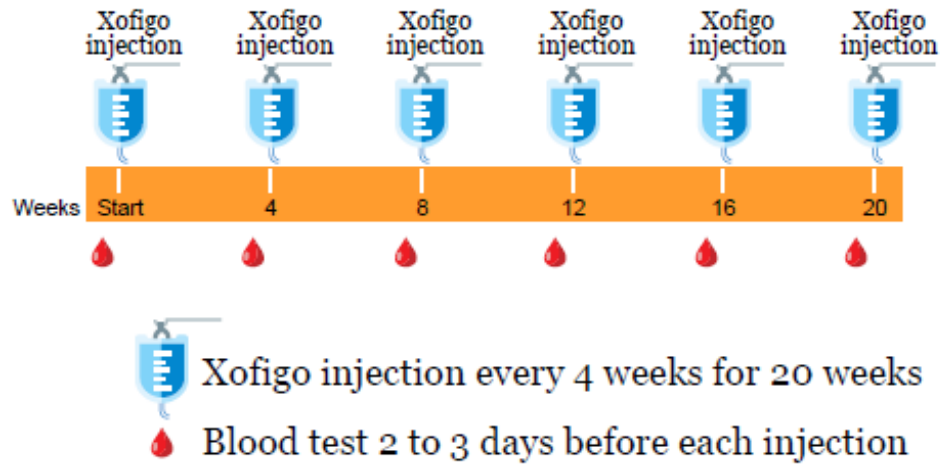 Xofigo injection Xofigo injection Xofigo injection Xofigo injection Xofigo injection Xofigo injection
Weeks Start 4 8 12 16 20
Xofigo injection every 4 weeks for 20 weeks
Blood test 2 to 3 days before each injection